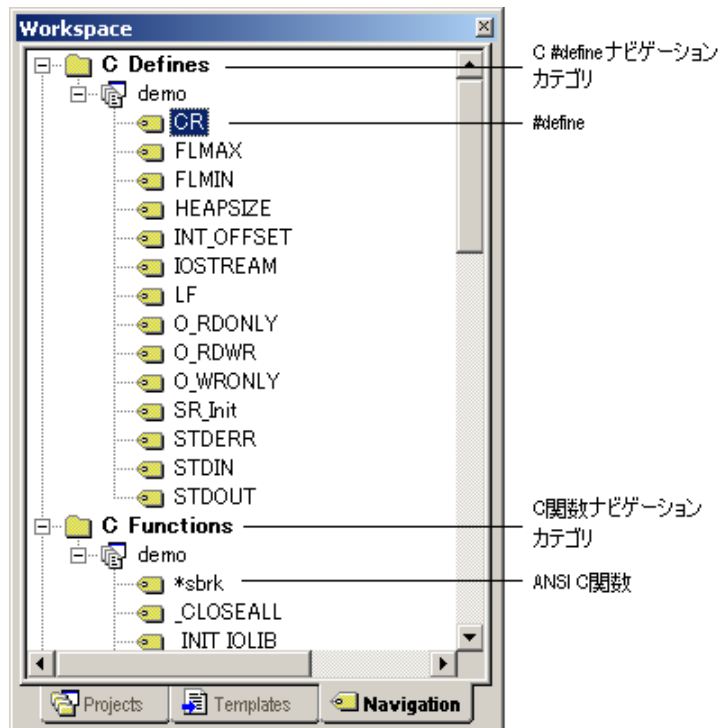 Workspace
C Defines
demo
CR
FLMAX
FLMIN
HEAPSIZE
INT_OFFSET
IOSTREAM
LF
O_RDONLY
O_RDWR
O_WRONLY
SR_Init
STDERR
STDIN
STDOUT
C Functions
demo
*sbrk
_CLOSEALL
_INIT_IOLIB
Projects
Templates
Navigation
C #defineナビゲーション
カテゴリ
#define
C関数ナビゲーション
カテゴリ
ANSI C関数